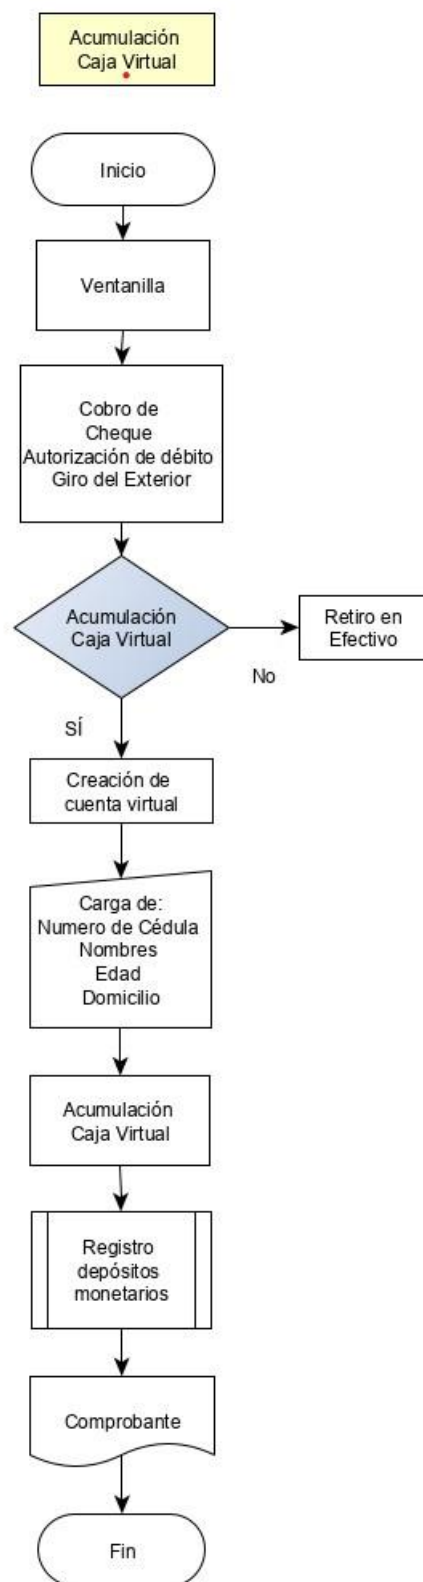 Acumulación
Caja Virtual
Inicio
Ventanilla
Cobro de
Cheque
Autorización de débito
Giro del Exterior
Acumulación
Caja Virtual
Retiro en
Efectivo
No
SÍ
Creación de
cuenta virtual
Carga de:
Numero de Cédula
Nombres
Edad
Domicilio
Acumulación
Caja Virtual
Registro
depósitos
monetarios
Comprobante
Fin